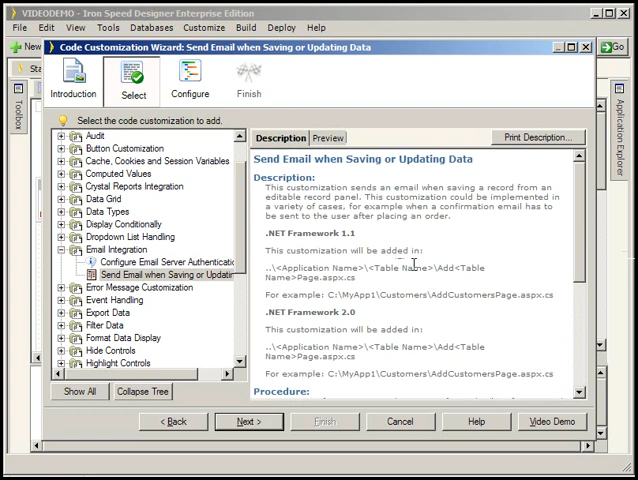 VIDEODEMO - Iron Speed Designer Enterprise Edition
File Edit View Tools Databases Customize Build Deploy Help
New
Go
Sta
Toolbox
Application Explorer
Code Customization Wizard: Send Email when Saving or Updating Data
Introduction Select Configure Finish
Select the code customization to add.
Audit
Button Customization
Cache, Cookies and Session Variables
Computed Values
Crystal Reports Integration
Data Grid
Data Types
Display Conditionally
Dropdown List Handling
Email Integration
Configure Email Server Authenticatio
Send Email when Saving or Updatin
Error Message Customization
Event Handling
Export Data
Filter Data
Format Data Display
Hide Controls
Highlight Controls
Show All Collapse Tree
Description Preview Print Description...
Send Email when Saving or Updating Data
Description:
This customization sends an email when saving a record from an
editable record panel. This customization could be implemented in
a variety of cases, for example when a confirmation email has to
be sent to the user after placing an order.
.NET Framework 1.1
This customization will be added in:
..\<Application Name>\<Table Name>\Add<Table
Name>Page.aspx.cs
For example: C:\MyApp1\Customers\AddCustomersPage.aspx.cs
.NET Framework 2.0
This customization will be added in:
..\<Application Name>\<Table Name>\Add<Table
Name>Page.aspx.cs
For example: C:\MyApp1\Customers\AddCustomersPage.aspx.cs
Procedure:
< Back Next > Finish Cancel Help Video Demo